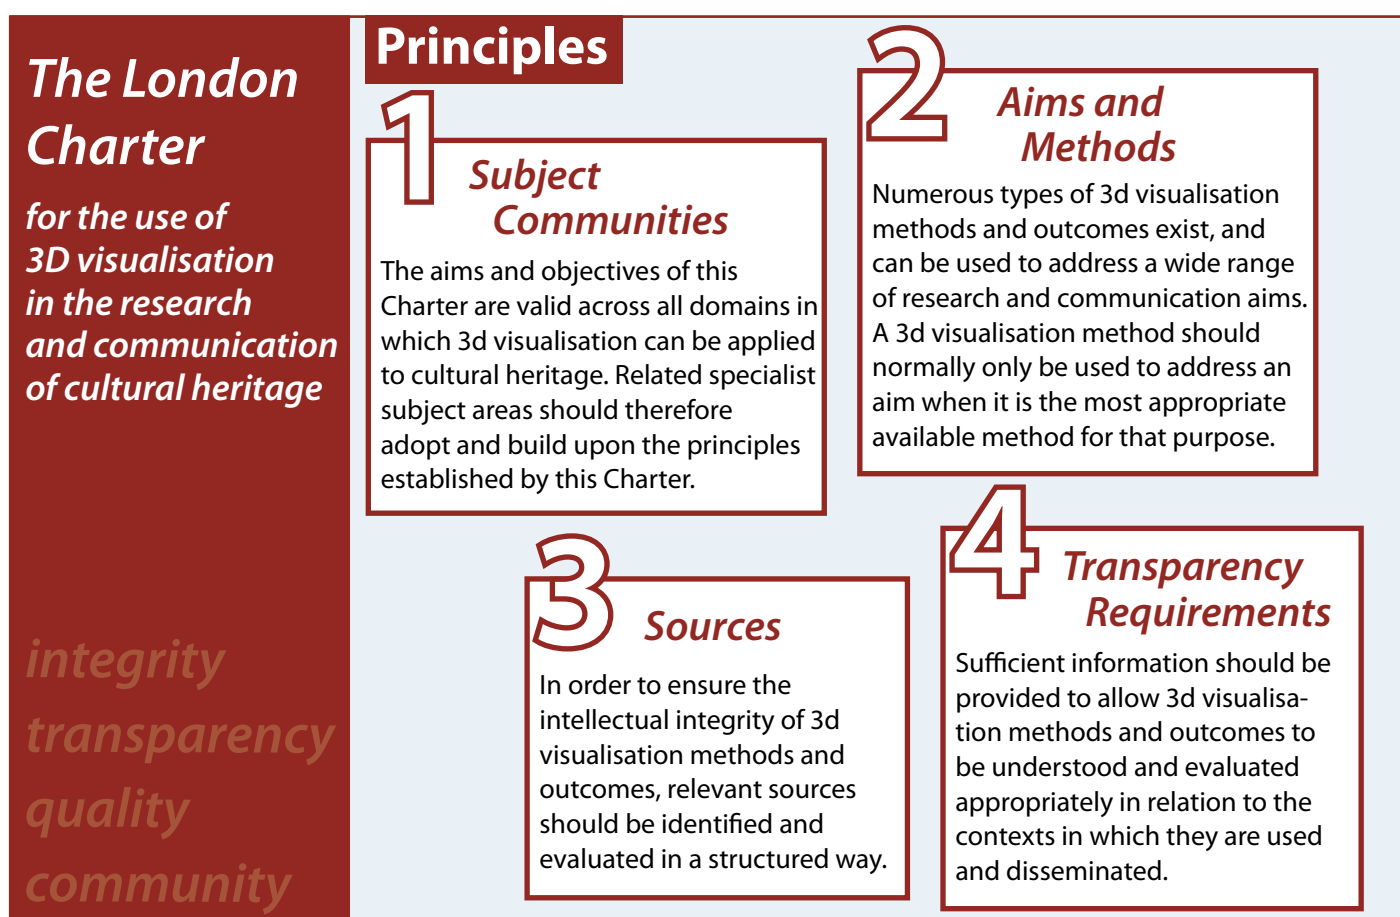 The London
Charter
for the use of
3D visualisation
in the research
and communication
of cultural heritage
integrity
transparency
quality
community
Principles
1
Subject
Communities
The aims and objectives of this
Charter are valid across all domains in
which 3d visualisation can be applied
to cultural heritage. Related specialist
subject areas should therefore
adopt and build upon the principles
established by this Charter.
2
Aims and
Methods
Numerous types of 3d visualisation
methods and outcomes exist, and
can be used to address a wide range
of research and communication aims.
A 3d visualisation method should
normally only be used to address an
aim when it is the most appropriate
available method for that purpose.
3
Sources
In order to ensure the
intellectual integrity of 3d
visualisation methods and
outcomes, relevant sources
should be identified and
evaluated in a structured way.
4
Transparency
Requirements
Sufficient information should be
provided to allow 3d visualisa-
tion methods and outcomes to
be understood and evaluated
appropriately in relation to the
contexts in which they are used
and disseminated.